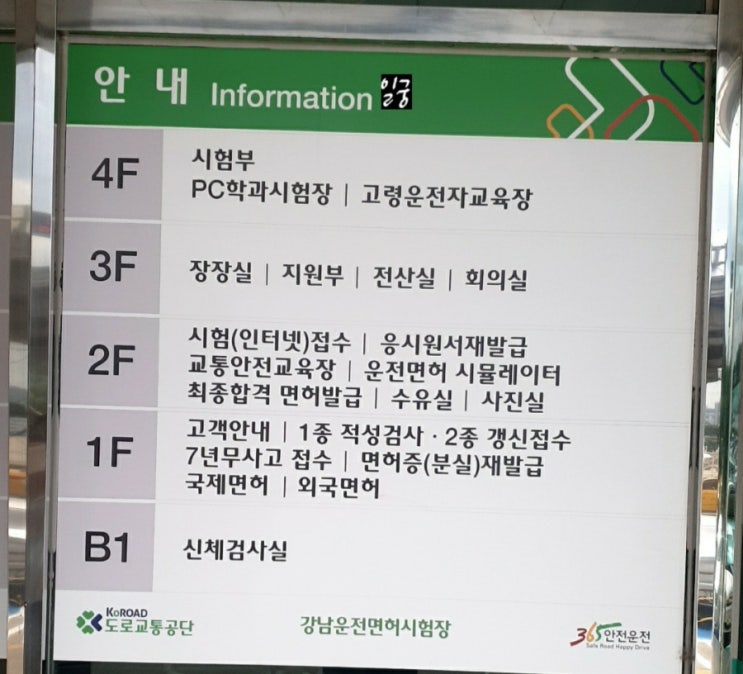 안 내 Information 일궁
4F
시험부
PC학과시험장 | 고령운전자교육장
3F
장장실 | 지원부 | 전산실 | 회의실
2F
시험(인터넷)접수 | 응시원서재발급
교통안전교육장 | 운전면허 시뮬레이터
최종합격 면허발급 | 수유실 | 사진실
1F
고객안내 | 1종 적성검사 · 2종 갱신접수
7년무사고 접수 | 면허증(분실)재발급
국제면허 | 외국면허
B1
신체검사실
KoROAD
도로교통공단
강남운전면허시험장
365안전운전
Safe Road Happy Drive